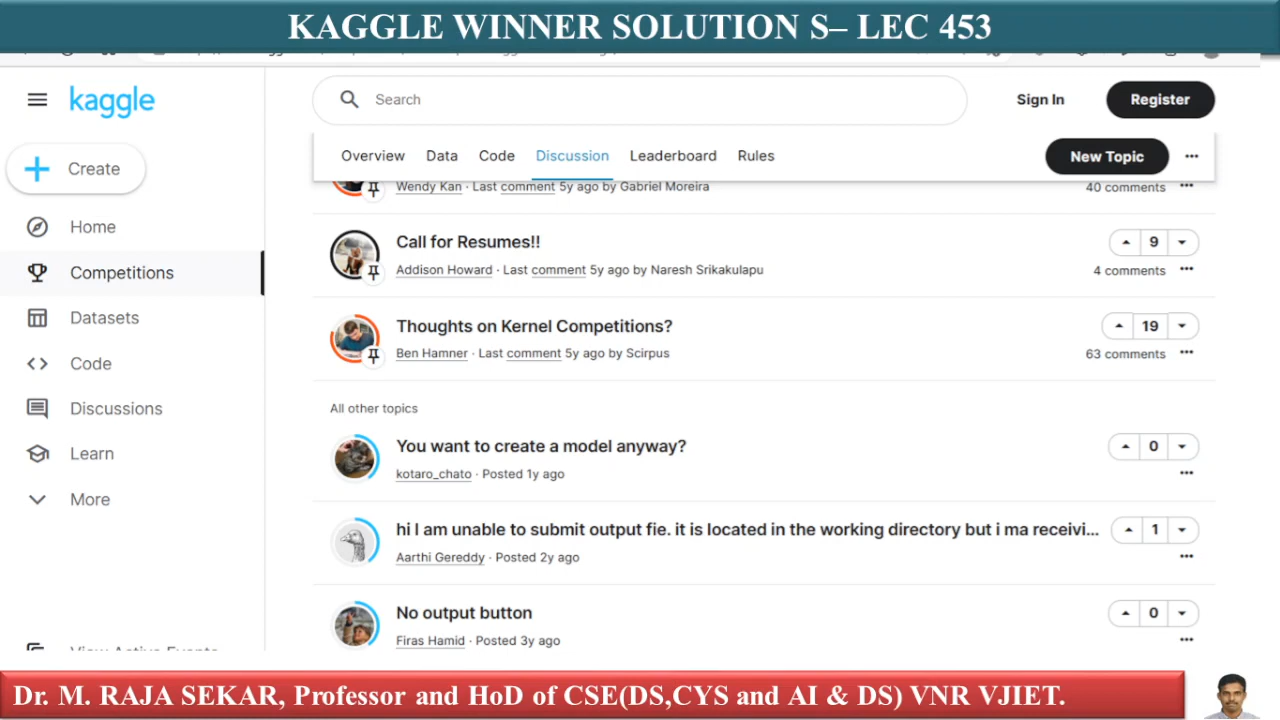 KAGGLE WINNER SOLUTION S– LEC 453
kaggle
Search
Sign In
Register
Create
Overview
Data
Code
Discussion
Leaderboard
Rules
New Topic
Home
Competitions
Datasets
Code
Discussions
Learn
More
Wendy Kan · Last comment 5y ago by Gabriel Moreira
40 comments
Call for Resumes!!
9
Addison Howard · Last comment 5y ago by Naresh Srikakulapu
4 comments
Thoughts on Kernel Competitions?
19
Ben Hamner · Last comment 5y ago by Scirpus
63 comments
All other topics
You want to create a model anyway?
0
kotaro_chato · Posted 1y ago
hi I am unable to submit output fie. it is located in the working directory but i ma receivi...
1
Aarthi Gereddy · Posted 2y ago
No output button
0
Firas Hamid · Posted 3y ago
View Active Events
Dr. M. RAJA SEKAR, Professor and HoD of CSE(DS,CYS and AI & DS) VNR VJIET.